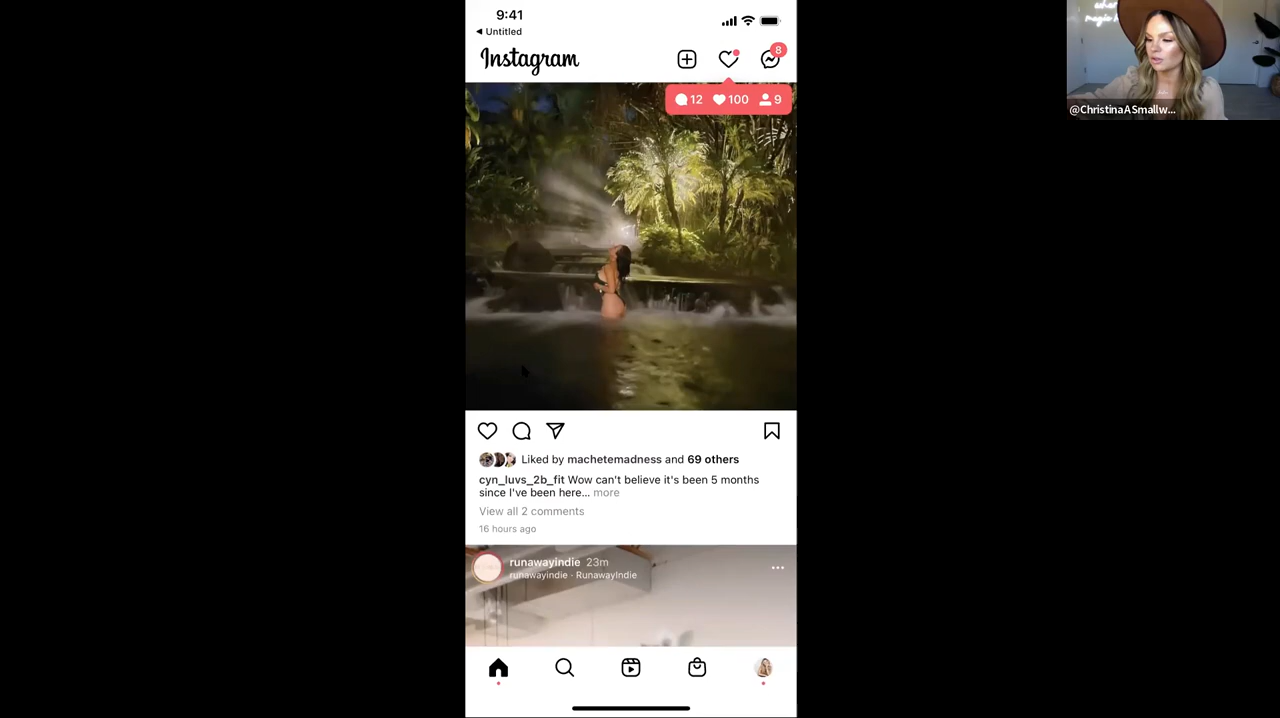 9:41
Untitled
Instagram
8
12 100 9
Liked by machetemadness and 69 others
cyn_luvs_2b_fit Wow can't believe it's been 5 months
since I've been here... more
View all 2 comments
16 hours ago
runawayindie 23m
runawayindie · RunawayIndie
@ChristinaASmallw...